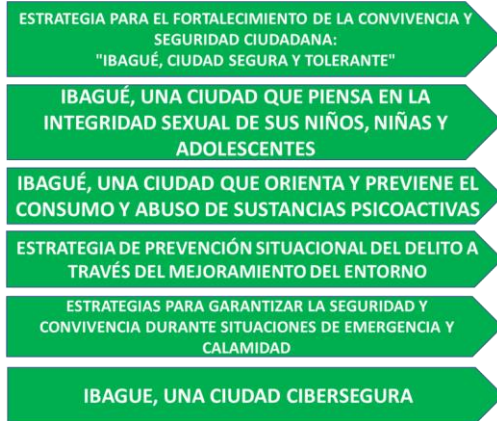 ESTRATEGIA PARA EL FORTALECIMIENTO DE LA CONVIVENCIA Y
SEGURIDAD CIUDADANA:
"IBAGUÉ, CIUDAD SEGURA Y TOLERANTE"
IBAGUÉ, UNA CIUDAD QUE PIENSA EN LA
INTEGRIDAD SEXUAL DE SUS NIÑOS, NIÑAS Y
ADOLESCENTES
IBAGUÉ, UNA CIUDAD QUE ORIENTA Y PREVIENE EL
CONSUMO Y ABUSO DE SUSTANCIAS PSICOACTIVAS
ESTRATEGIA DE PREVENCIÓN SITUACIONAL DEL DELITO A
TRAVÉS DEL MEJORAMIENTO DEL ENTORNO
ESTRATEGIAS PARA GARANTIZAR LA SEGURIDAD Y
CONVIVENCIA DURANTE SITUACIONES DE EMERGENCIA Y
CALAMIDAD
IBAGUE, UNA CIUDAD CIBERSEGURA